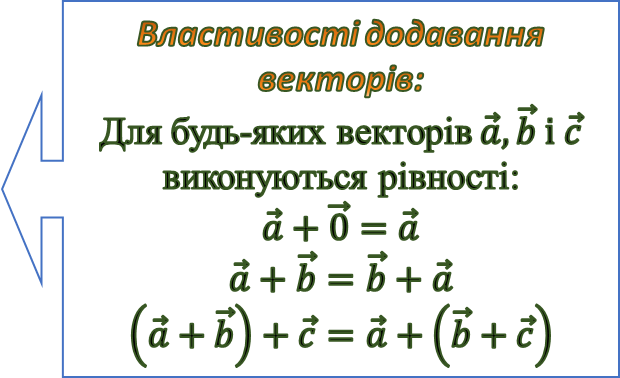 Властивості додавання
векторів:
Для будь-яких векторів a⃗, b⃗ і c⃗
виконуються рівності:
a⃗ + 0⃗ = a⃗
a⃗ + b⃗ = b⃗ + a⃗
(a⃗ + b⃗) + c⃗ = a⃗ + (b⃗ + c⃗)